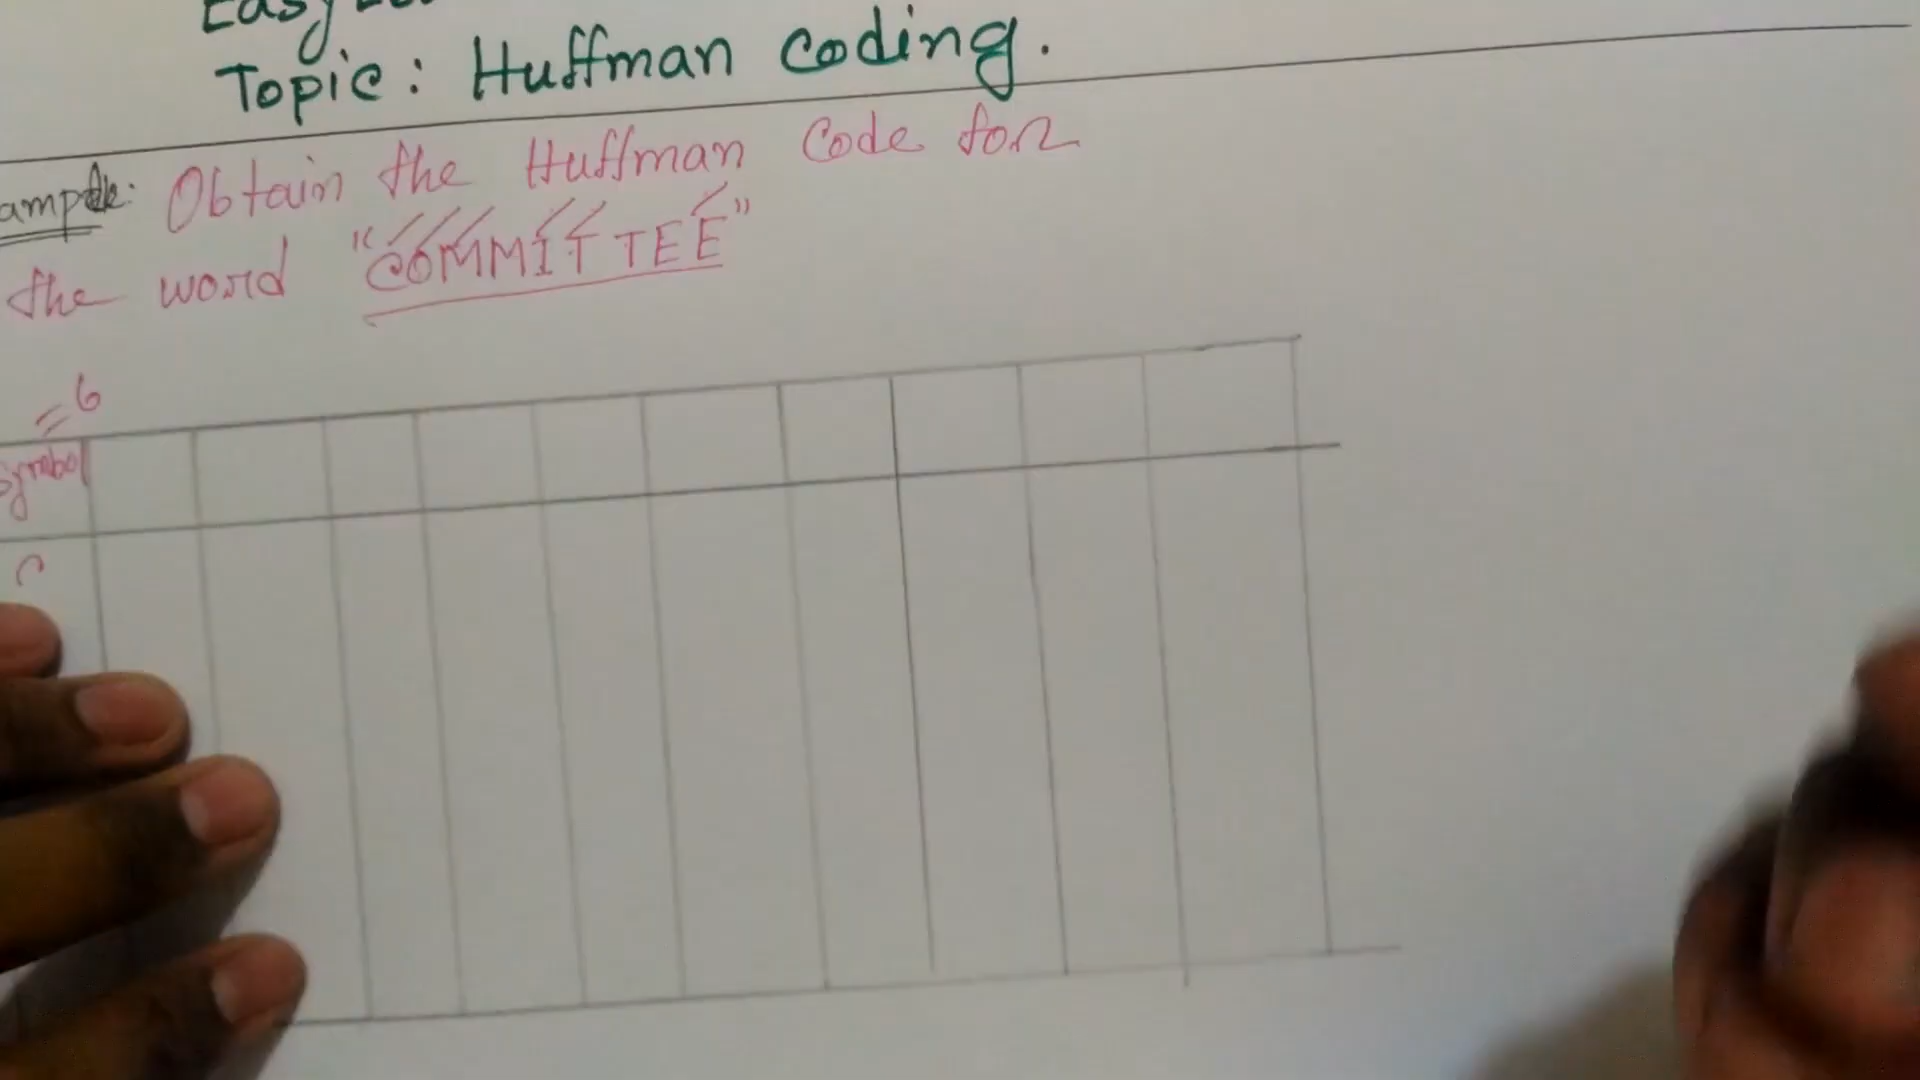 Topic: Huffman coding.
Obtain the Huffman Code for
the word "COMMITTEE"
= 6
Symbol
C